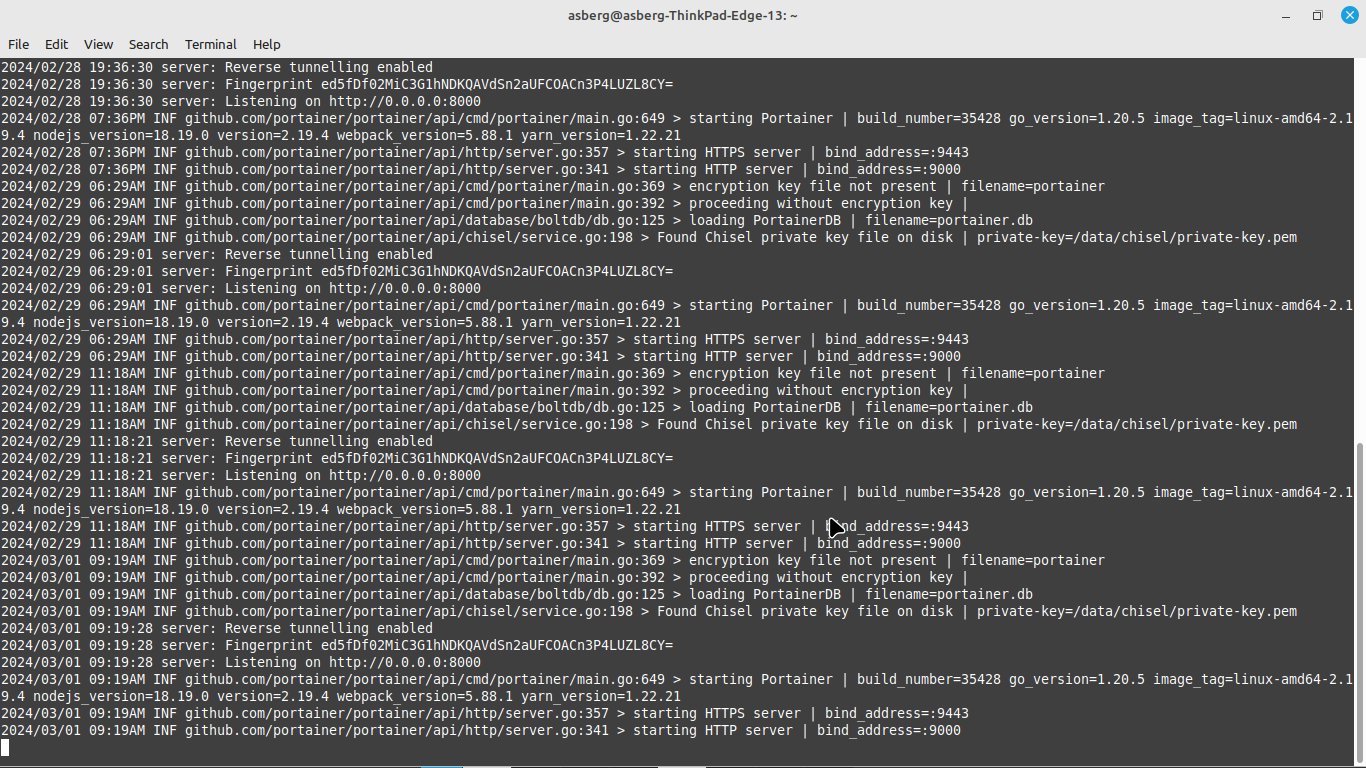 asberg@asberg-ThinkPad-Edge-13: ~
File Edit View Search Terminal Help
2024/02/28 19:36:30 server: Reverse tunnelling enabled
2024/02/28 19:36:30 server: Fingerprint ed5fDf02MiC3G1hNDKQAVdSn2aUFCOACn3P4LUZL8CY=
2024/02/28 19:36:30 server: Listening on http://0.0.0.0:8000
2024/02/28 07:36PM INF github.com/portainer/portainer/api/cmd/portainer/main.go:649 > starting Portainer | build_number=35428 go_version=1.20.5 image_tag=linux-amd64-2.1
9.4 nodejs_version=18.19.0 version=2.19.4 webpack_version=5.88.1 yarn_version=1.22.21
2024/02/28 07:36PM INF github.com/portainer/portainer/api/http/server.go:357 > starting HTTPS server | bind_address=:9443
2024/02/28 07:36PM INF github.com/portainer/portainer/api/http/server.go:341 > starting HTTP server | bind_address=:9000
2024/02/29 06:29AM INF github.com/portainer/portainer/api/cmd/portainer/main.go:369 > encryption key file not present | filename=portainer
2024/02/29 06:29AM INF github.com/portainer/portainer/api/cmd/portainer/main.go:392 > proceeding without encryption key |
2024/02/29 06:29AM INF github.com/portainer/portainer/api/database/boltdb/db.go:125 > loading PortainerDB | filename=portainer.db
2024/02/29 06:29AM INF github.com/portainer/portainer/api/chisel/service.go:198 > Found Chisel private key file on disk | private-key=/data/chisel/private-key.pem
2024/02/29 06:29:01 server: Reverse tunnelling enabled
2024/02/29 06:29:01 server: Fingerprint ed5fDf02MiC3G1hNDKQAVdSn2aUFCOACn3P4LUZL8CY=
2024/02/29 06:29:01 server: Listening on http://0.0.0.0:8000
2024/02/29 06:29AM INF github.com/portainer/portainer/api/cmd/portainer/main.go:649 > starting Portainer | build_number=35428 go_version=1.20.5 image_tag=linux-amd64-2.1
9.4 nodejs_version=18.19.0 version=2.19.4 webpack_version=5.88.1 yarn_version=1.22.21
2024/02/29 06:29AM INF github.com/portainer/portainer/api/http/server.go:357 > starting HTTPS server | bind_address=:9443
2024/02/29 06:29AM INF github.com/portainer/portainer/api/http/server.go:341 > starting HTTP server | bind_address=:9000
2024/02/29 11:18AM INF github.com/portainer/portainer/api/cmd/portainer/main.go:369 > encryption key file not present | filename=portainer
2024/02/29 11:18AM INF github.com/portainer/portainer/api/cmd/portainer/main.go:392 > proceeding without encryption key |
2024/02/29 11:18AM INF github.com/portainer/portainer/api/database/boltdb/db.go:125 > loading PortainerDB | filename=portainer.db
2024/02/29 11:18AM INF github.com/portainer/portainer/api/chisel/service.go:198 > Found Chisel private key file on disk | private-key=/data/chisel/private-key.pem
2024/02/29 11:18:21 server: Reverse tunnelling enabled
2024/02/29 11:18:21 server: Fingerprint ed5fDf02MiC3G1hNDKQAVdSn2aUFCOACn3P4LUZL8CY=
2024/02/29 11:18:21 server: Listening on http://0.0.0.0:8000
2024/02/29 11:18AM INF github.com/portainer/portainer/api/cmd/portainer/main.go:649 > starting Portainer | build_number=35428 go_version=1.20.5 image_tag=linux-amd64-2.1
9.4 nodejs_version=18.19.0 version=2.19.4 webpack_version=5.88.1 yarn_version=1.22.21
2024/02/29 11:18AM INF github.com/portainer/portainer/api/http/server.go:357 > starting HTTPS server | bind_address=:9443
2024/02/29 11:18AM INF github.com/portainer/portainer/api/http/server.go:341 > starting HTTP server | bind_address=:9000
2024/03/01 09:19AM INF github.com/portainer/portainer/api/cmd/portainer/main.go:369 > encryption key file not present | filename=portainer
2024/03/01 09:19AM INF github.com/portainer/portainer/api/cmd/portainer/main.go:392 > proceeding without encryption key |
2024/03/01 09:19AM INF github.com/portainer/portainer/api/database/boltdb/db.go:125 > loading PortainerDB | filename=portainer.db
2024/03/01 09:19AM INF github.com/portainer/portainer/api/chisel/service.go:198 > Found Chisel private key file on disk | private-key=/data/chisel/private-key.pem
2024/03/01 09:19:28 server: Reverse tunnelling enabled
2024/03/01 09:19:28 server: Fingerprint ed5fDf02MiC3G1hNDKQAVdSn2aUFCOACn3P4LUZL8CY=
2024/03/01 09:19:28 server: Listening on http://0.0.0.0:8000
2024/03/01 09:19AM INF github.com/portainer/portainer/api/cmd/portainer/main.go:649 > starting Portainer | build_number=35428 go_version=1.20.5 image_tag=linux-amd64-2.1
9.4 nodejs_version=18.19.0 version=2.19.4 webpack_version=5.88.1 yarn_version=1.22.21
2024/03/01 09:19AM INF github.com/portainer/portainer/api/http/server.go:357 > starting HTTPS server | bind_address=:9443
2024/03/01 09:19AM INF github.com/portainer/portainer/api/http/server.go:341 > starting HTTP server | bind_address=:9000